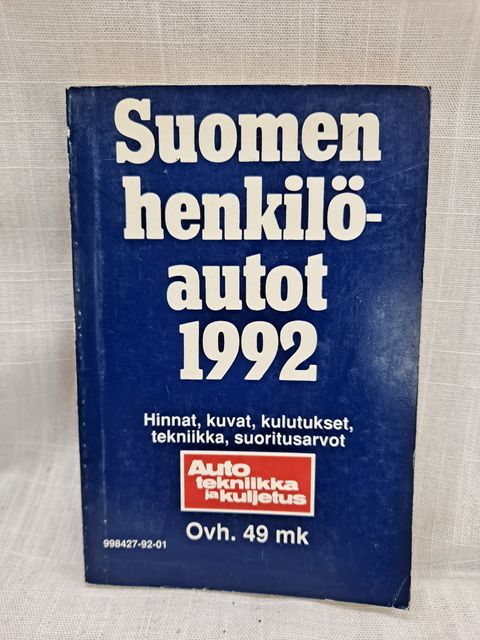 Suomen
henkilö-
autot
1992
Hinnat, kuvat, kulutukset,
tekniikka, suoritusarvot
Auto
tekniikka
ja kuljetus
Ovh. 49 mk
998427-92-01